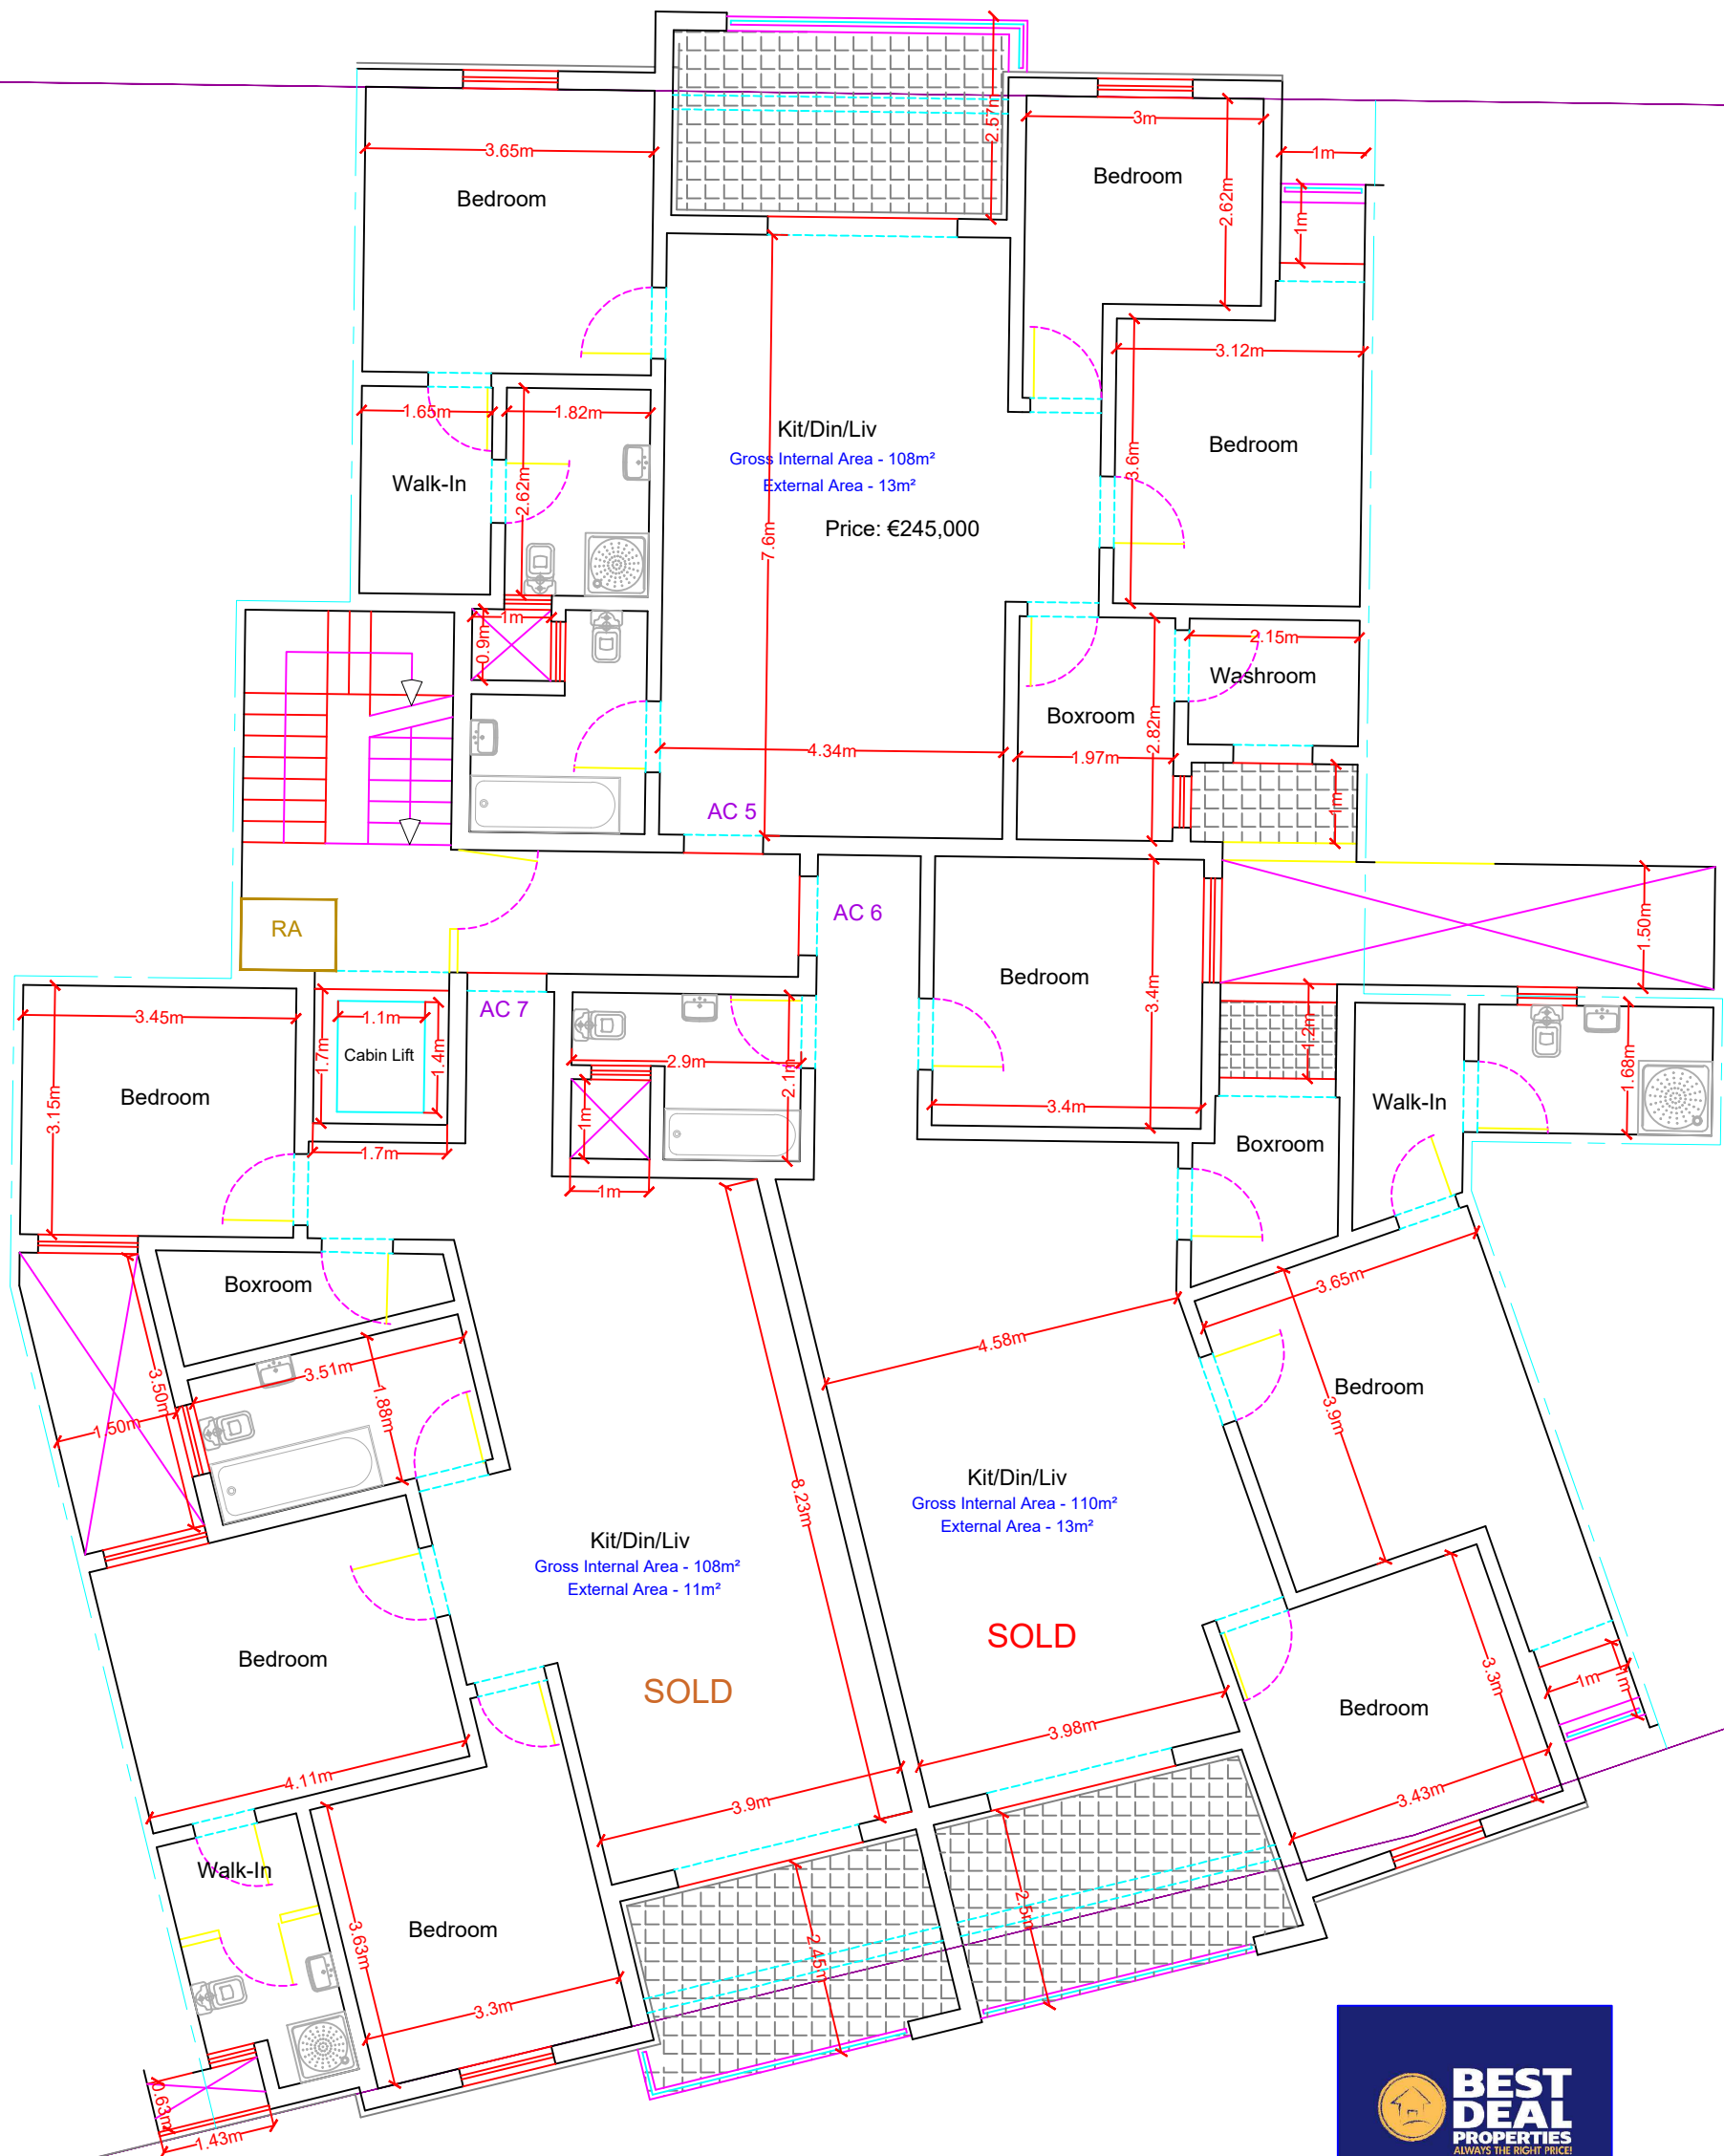 2.57m
3m
3.65m
1m
Bedroom
Bedroom
2.62m
1m
3.12m
1.65m
1.82m
Kit/Din/Liv
Gross Internal Area - 108m²
External Area - 13m²
Price: €245,000
Bedroom
3.6m
Walk-In
2.62m
7.6m
1m
0.9m
2.15m
Washroom
Boxroom
2.82m
4.34m
1.97m
1m
AC 5
AC 6
RA
1.50m
Bedroom
3.4m
AC 7
3.45m
1.1m
1.7m
1.4m
Cabin Lift
2.9m
2.1m
1.2m
1.68m
3.15m
Bedroom
1m
3.4m
Walk-In
Boxroom
1.7m
1m
Boxroom
3.65m
4.58m
3.51m
3.50m
1.88m
1.50m
Bedroom
3.9m
8.23m
Kit/Din/Liv
Gross Internal Area - 110m²
External Area - 13m²
Kit/Din/Liv
Gross Internal Area - 108m²
External Area - 11m²
SOLD
Bedroom
SOLD
3.3m
1m
1m
Bedroom
3.98m
4.11m
3.9m
3.43m
Walk-In
Bedroom
3.63m
2.5m
2.45m
3.3m
0.63m
1.43m
BEST
DEAL
PROPERTIES
ALWAYS THE RIGHT PRICE!